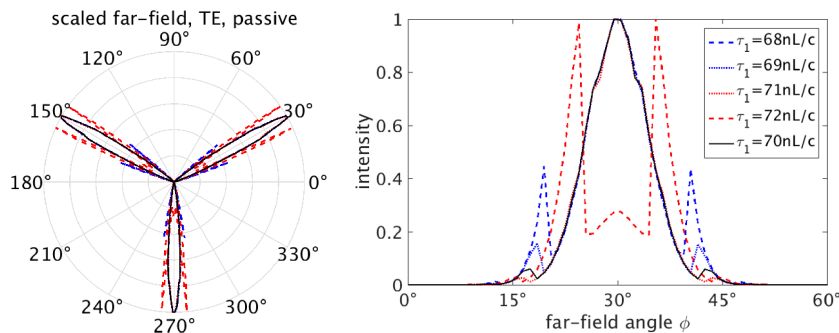 scaled far-field, TE, passive
90°
120°
60°
150°
30°
180°
0°
210°
330°
240°
300°
270°
1
0.8
0.6
0.4
0.2
0
intensity
0°
15°
30°
45°
60°
far-field angle ϕ
τ₁=68nL/c
τ₁=69nL/c
τ₁=71nL/c
τ₁=72nL/c
τ₁=70nL/c